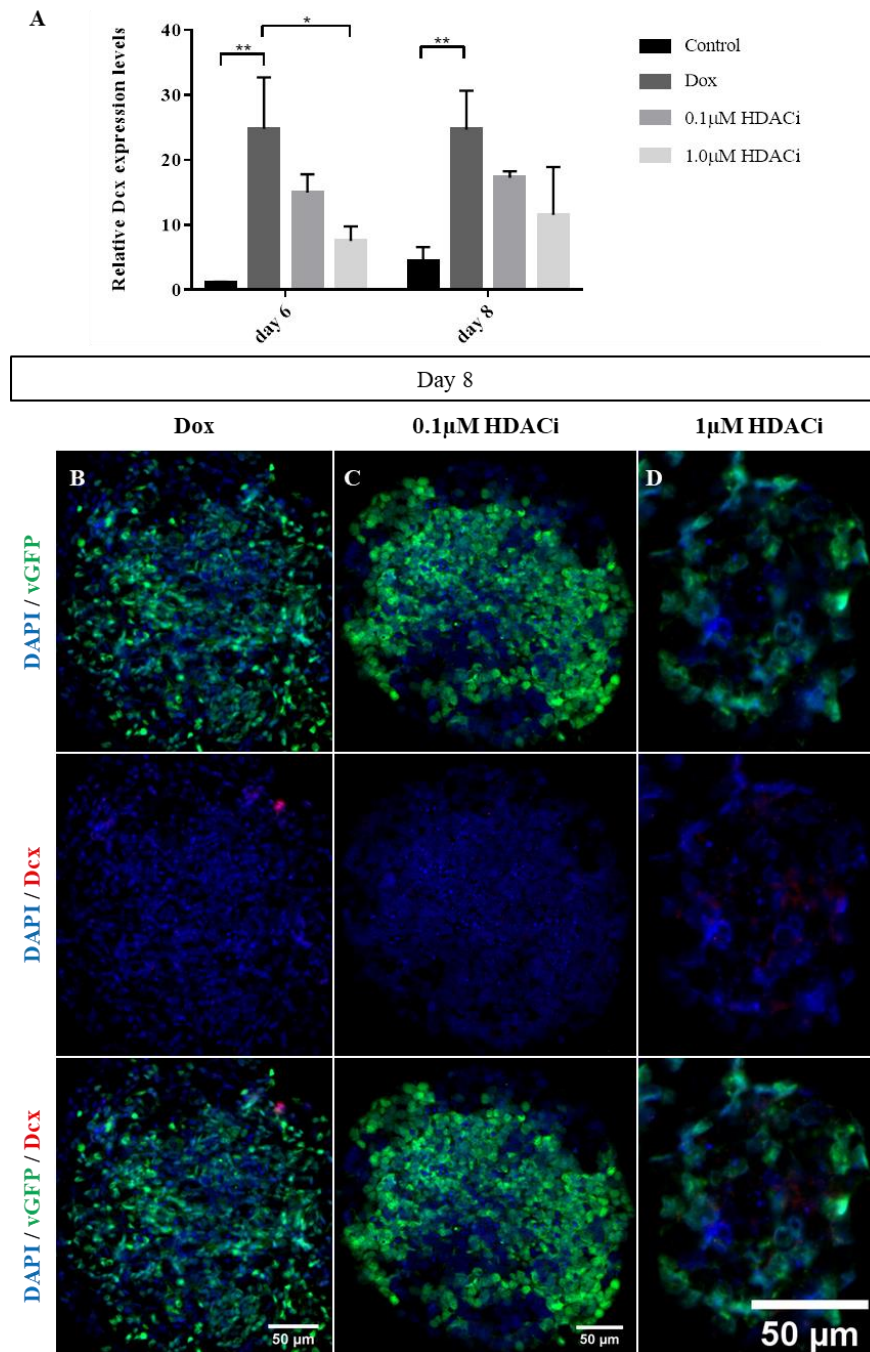 A
Relative Dcx expression levels
40
30
20
10
0
**
*
**
day 6
day 8
Control
Dox
0.1μM HDACi
1.0μM HDACi
Day 8
Dox
0.1μM HDACi
1μM HDACi
B
C
D
DAPI / vGFP
DAPI / Dcx
DAPI / vGFP / Dcx
50 μm
50 μm
50 μm